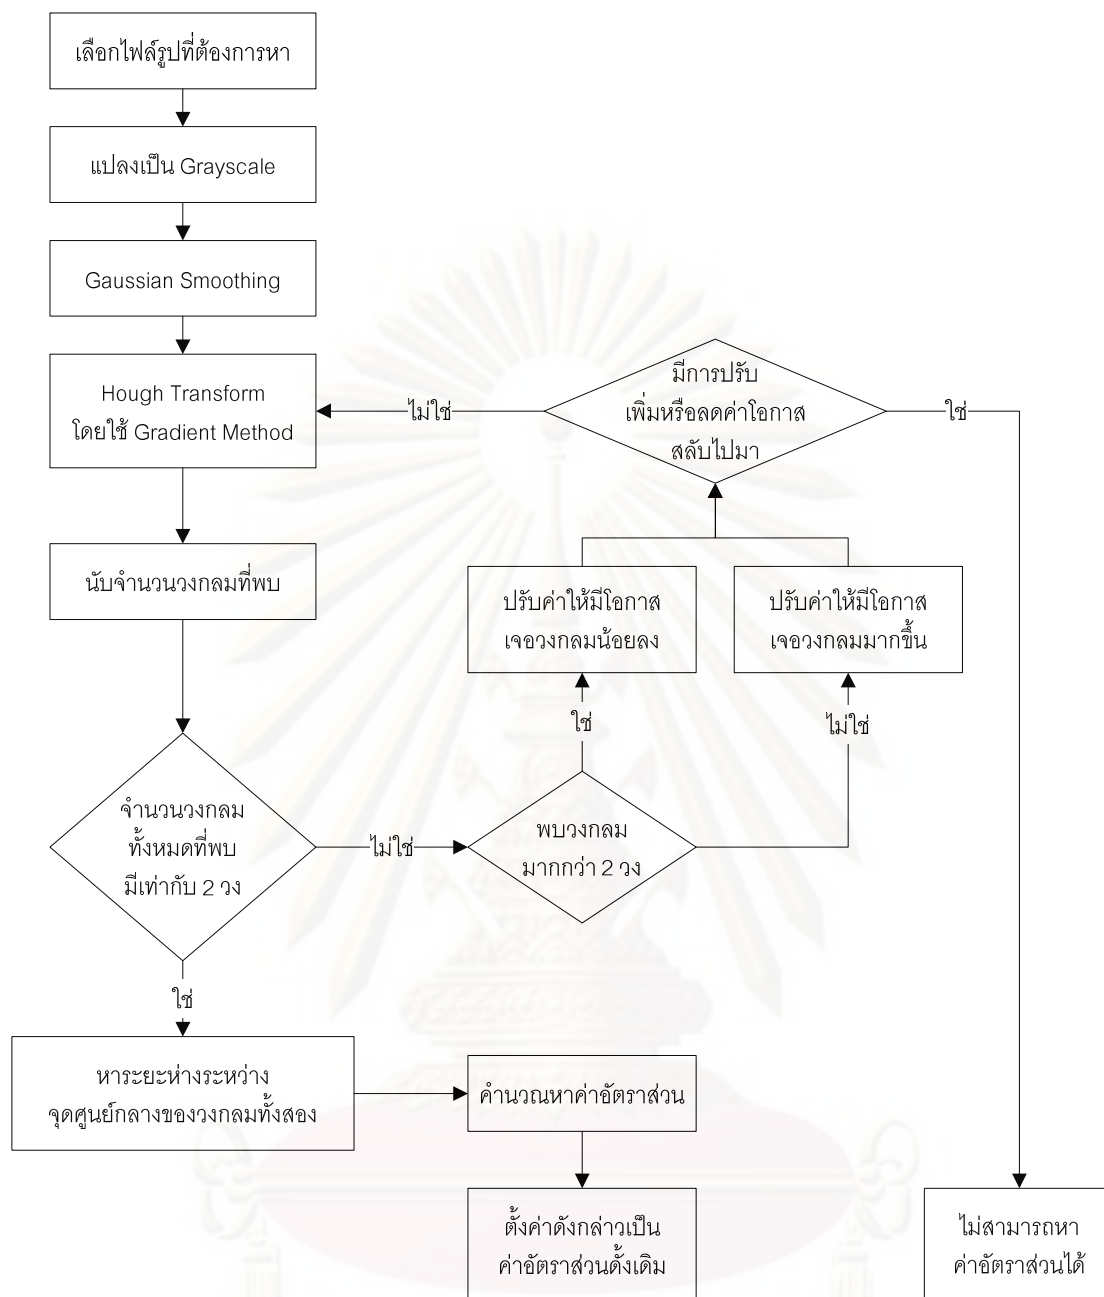 เลือกไฟล์รูปที่ต้องการหา
แปลงเป็น Grayscale
Gaussian Smoothing
Hough Transform
โดยใช้ Gradient Method
มีการปรับ
เพิ่มหรือลดค่าโอกาส
สลับไปมา
ไม่ใช่
ใช่
นับจำนวนวงกลมที่พบ
ปรับค่าให้มีโอกาส
เจอวงกลมน้อยลง
ปรับค่าให้มีโอกาส
เจอวงกลมมากขึ้น
ใช่
ไม่ใช่
จำนวนวงกลม
ทั้งหมดที่พบ
มีเท่ากับ 2 วง
ไม่ใช่
พบวงกลม
มากกว่า 2 วง
ใช่
หาระยะห่างระหว่าง
จุดศูนย์กลางของวงกลมทั้งสอง
คำนวณหาค่าอัตราส่วน
ตั้งค่าดังกล่าวเป็น
ค่าอัตราส่วนดั้งเดิม
ไม่สามารถหา
ค่าอัตราส่วนได้